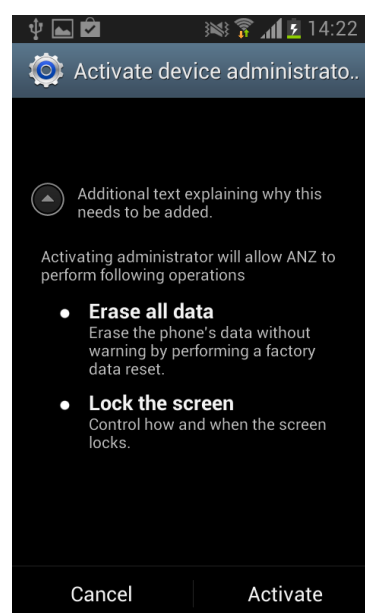 14:22
Activate device administrato..
Additional text explaining why this
needs to be added.
Activating administrator will allow ANZ to
perform following operations
Erase all data
Erase the phone's data without
warning by performing a factory
data reset.
Lock the screen
Control how and when the screen
locks.
Cancel Activate